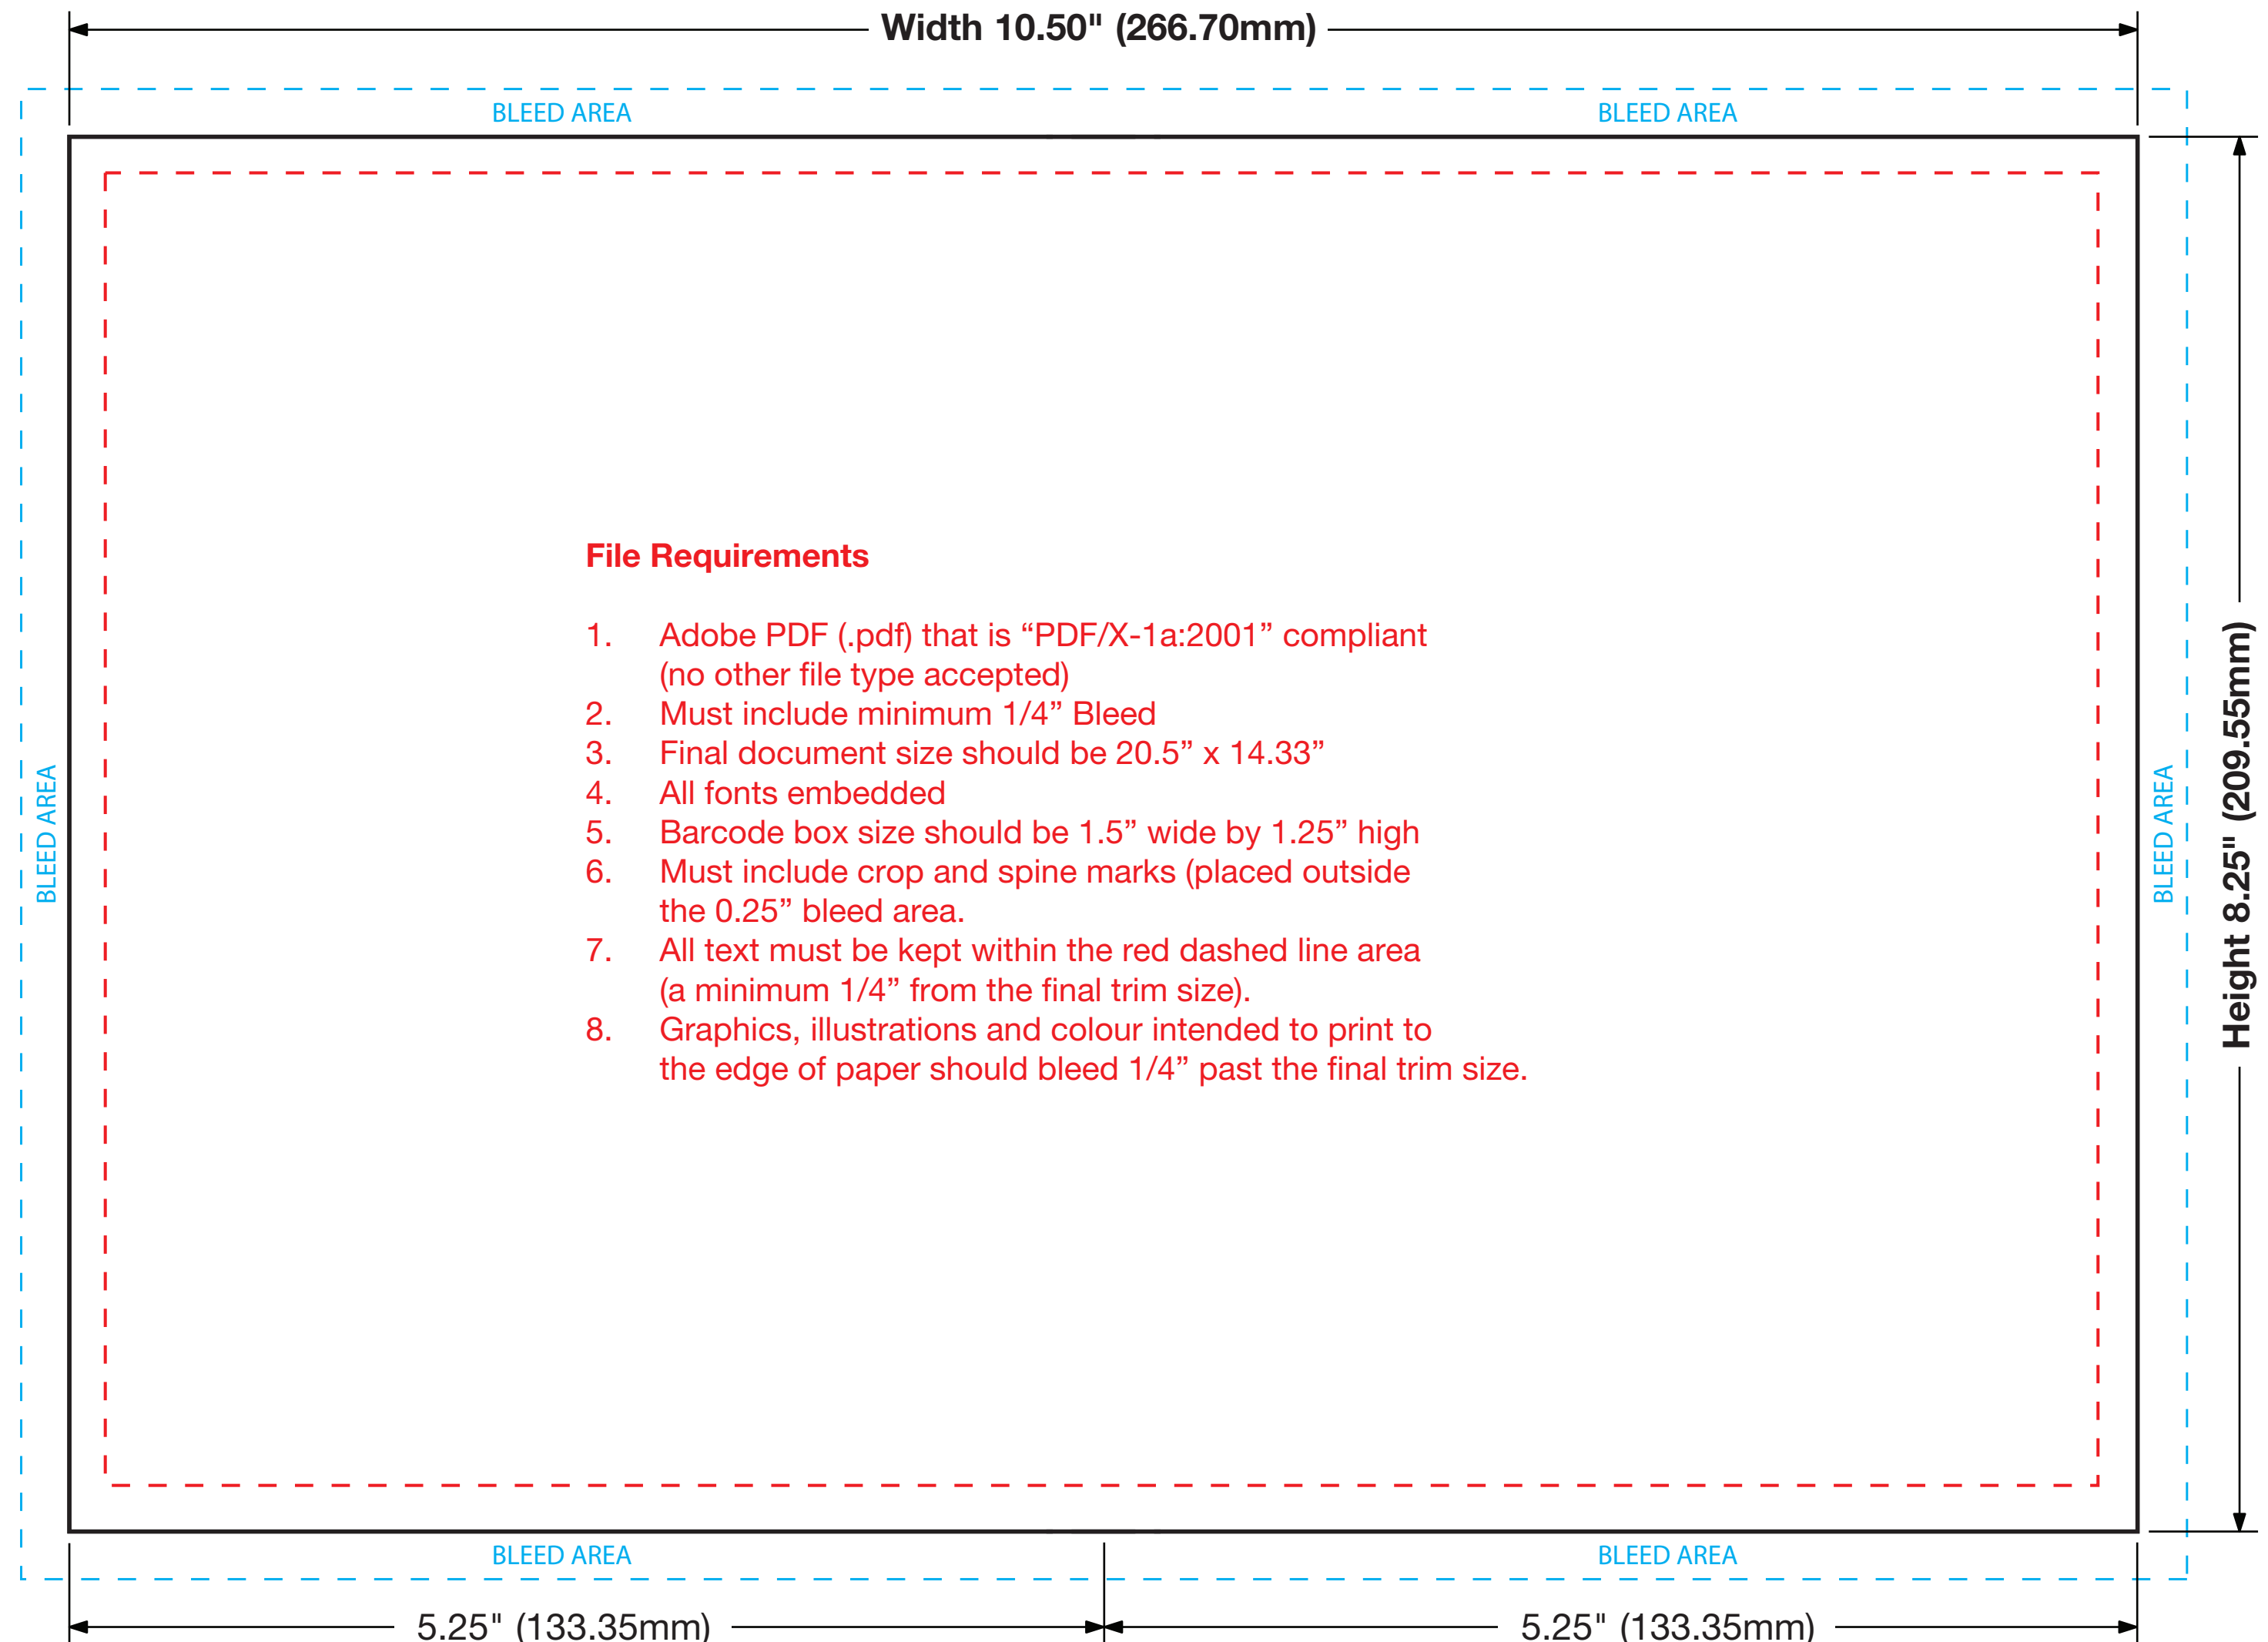 Width 10.50" (266.70mm)
BLEED AREA
BLEED AREA
File Requirements
1. Adobe PDF (.pdf) that is “PDF/X-1a:2001” compliant
(no other file type accepted)
2. Must include minimum 1/4” Bleed
3. Final document size should be 20.5” x 14.33”
4. All fonts embedded
5. Barcode box size should be 1.5” wide by 1.25” high
6. Must include crop and spine marks (placed outside
the 0.25” bleed area.
7. All text must be kept within the red dashed line area
(a minimum 1/4” from the final trim size).
8. Graphics, illustrations and colour intended to print to
the edge of paper should bleed 1/4” past the final trim size.
BLEED AREA
BLEED AREA
Height 8.25" (209.55mm)
BLEED AREA
BLEED AREA
5.25" (133.35mm)
5.25" (133.35mm)